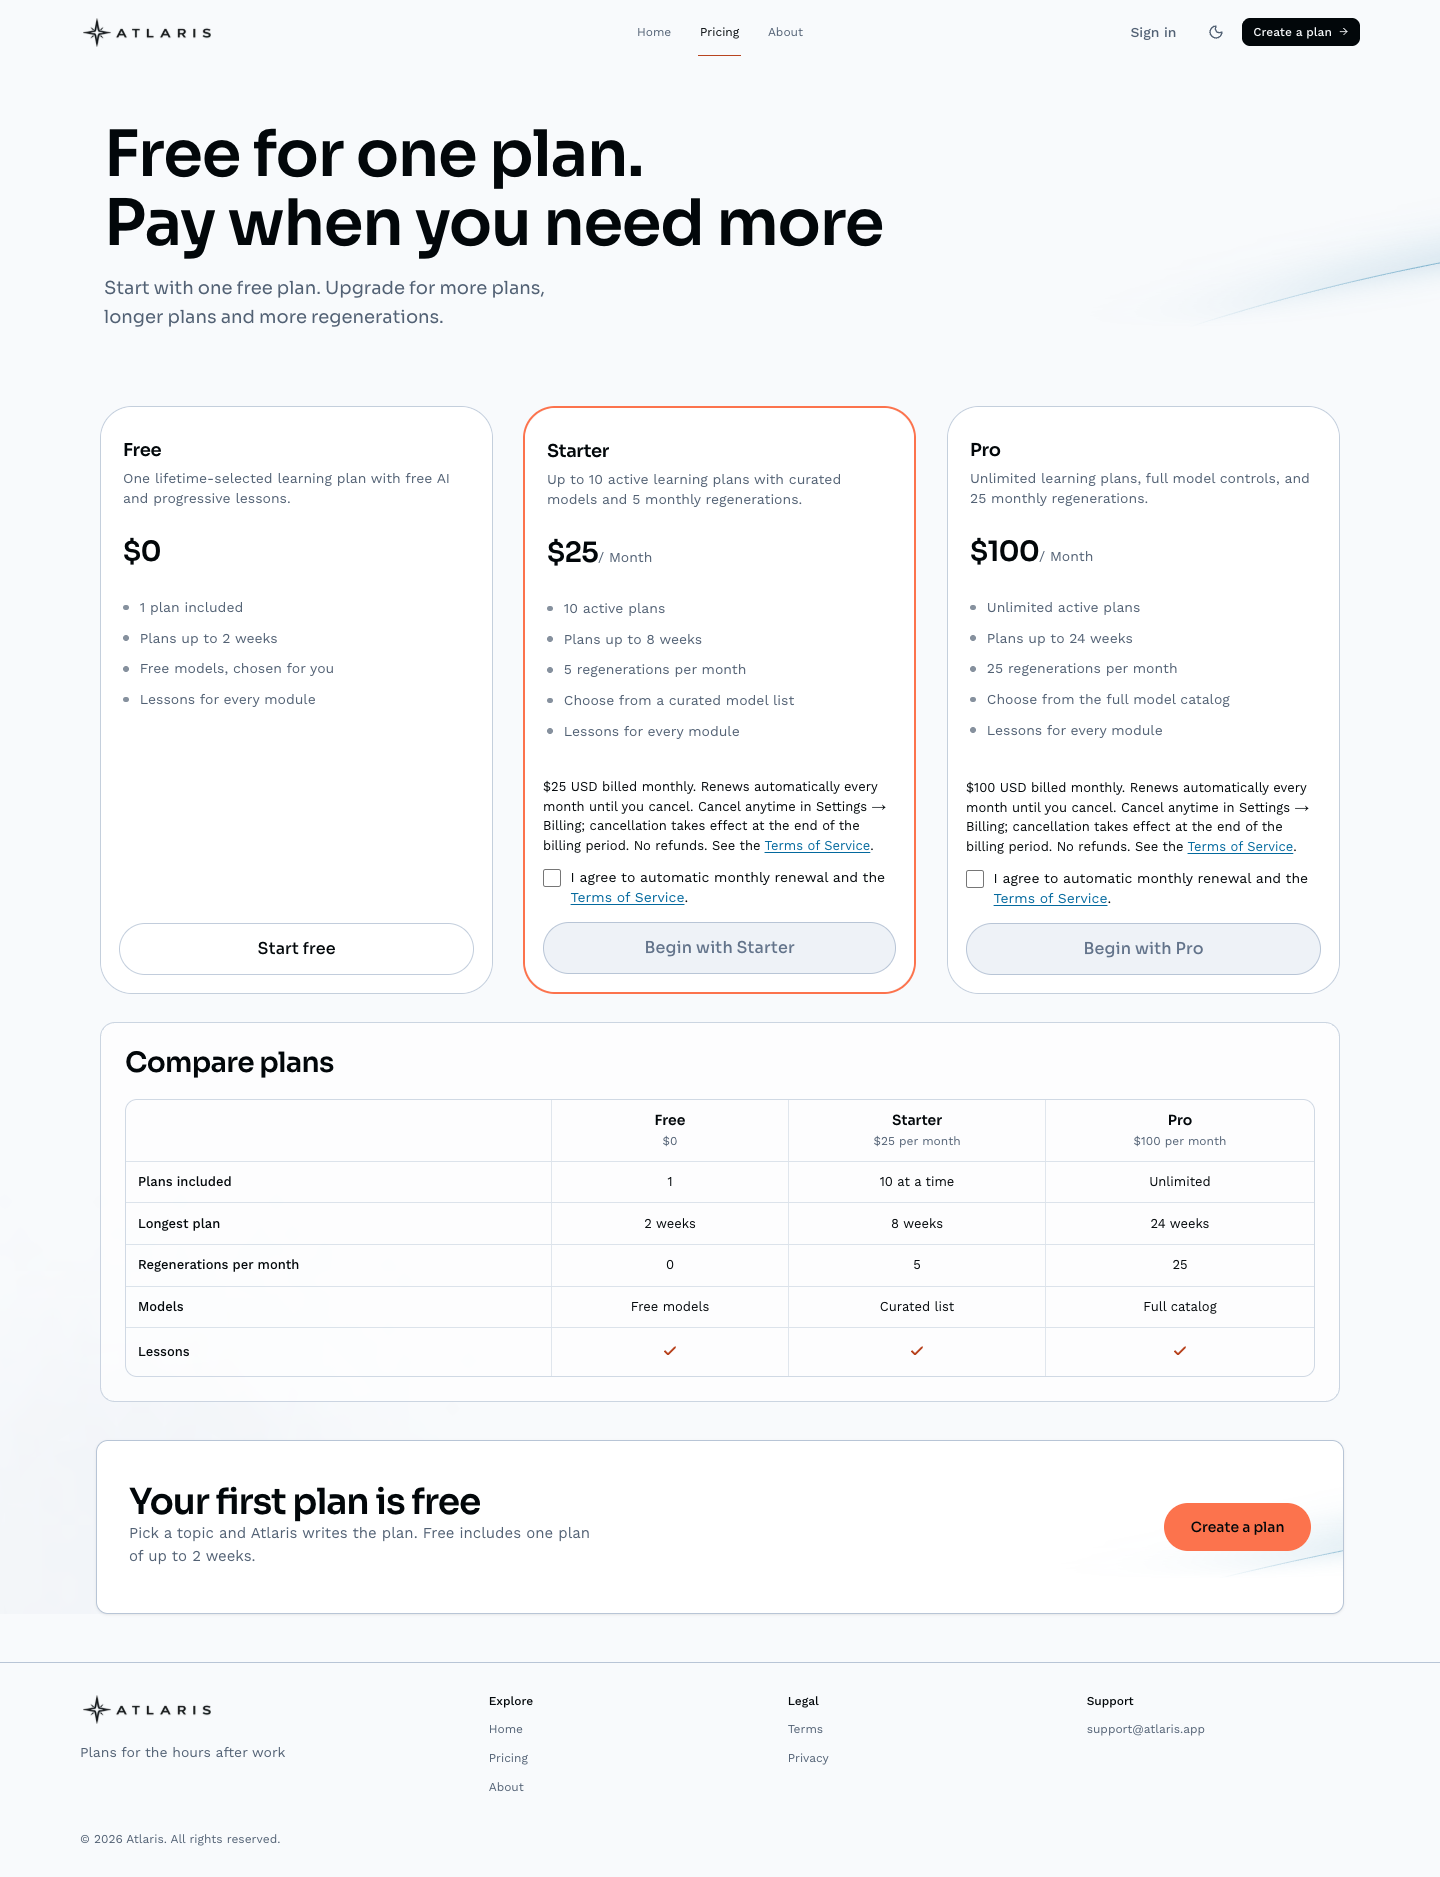 ATLARIS
Home
Pricing
About
Sign in
Create a plan →
Free for one plan.
Pay when you need more
Start with one free plan. Upgrade for more plans,
longer plans and more regenerations.
Free
One lifetime-selected learning plan with free AI
and progressive lessons.
$0
1 plan included
Plans up to 2 weeks
Free models, chosen for you
Lessons for every module
Start free
Starter
Up to 10 active learning plans with curated
models and 5 monthly regenerations.
$25/ Month
10 active plans
Plans up to 8 weeks
5 regenerations per month
Choose from a curated model list
Lessons for every module
$25 USD billed monthly. Renews automatically every
month until you cancel. Cancel anytime in Settings →
Billing; cancellation takes effect at the end of the
billing period. No refunds. See the Terms of Service.
I agree to automatic monthly renewal and the
Terms of Service.
Begin with Starter
Pro
Unlimited learning plans, full model controls, and
25 monthly regenerations.
$100/ Month
Unlimited active plans
Plans up to 24 weeks
25 regenerations per month
Choose from the full model catalog
Lessons for every module
$100 USD billed monthly. Renews automatically every
month until you cancel. Cancel anytime in Settings →
Billing; cancellation takes effect at the end of the
billing period. No refunds. See the Terms of Service.
I agree to automatic monthly renewal and the
Terms of Service.
Begin with Pro
Compare plans
Free Starter Pro
$0 $25 per month $100 per month
Plans included 1 10 at a time Unlimited
Longest plan 2 weeks 8 weeks 24 weeks
Regenerations per month 0 5 25
Models Free models Curated list Full catalog
Lessons ✓ ✓ ✓
Your first plan is free
Pick a topic and Atlaris writes the plan. Free includes one plan
of up to 2 weeks.
Create a plan
ATLARIS
Plans for the hours after work
Explore
Home
Pricing
About
Legal
Terms
Privacy
Support
support@atlaris.app
© 2026 Atlaris. All rights reserved.